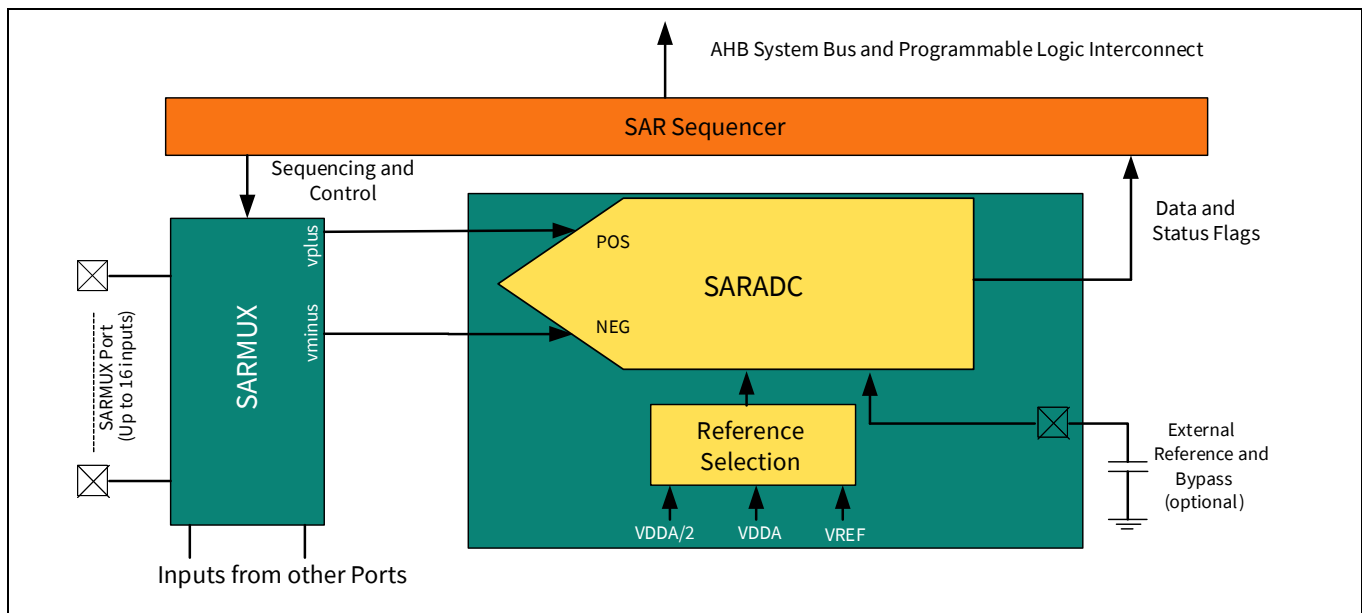 AHB System Bus and Programmable Logic Interconnect
SAR Sequencer
Sequencing and
Control
Data and
Status Flags
vplus
vminus
SARMUX
SARMUX Port
(Up to 16 inputs)
POS
NEG
SARADC
Reference
Selection
VDDA/2
VDDA
VREF
External
Reference and
Bypass
(optional)
Inputs from other Ports